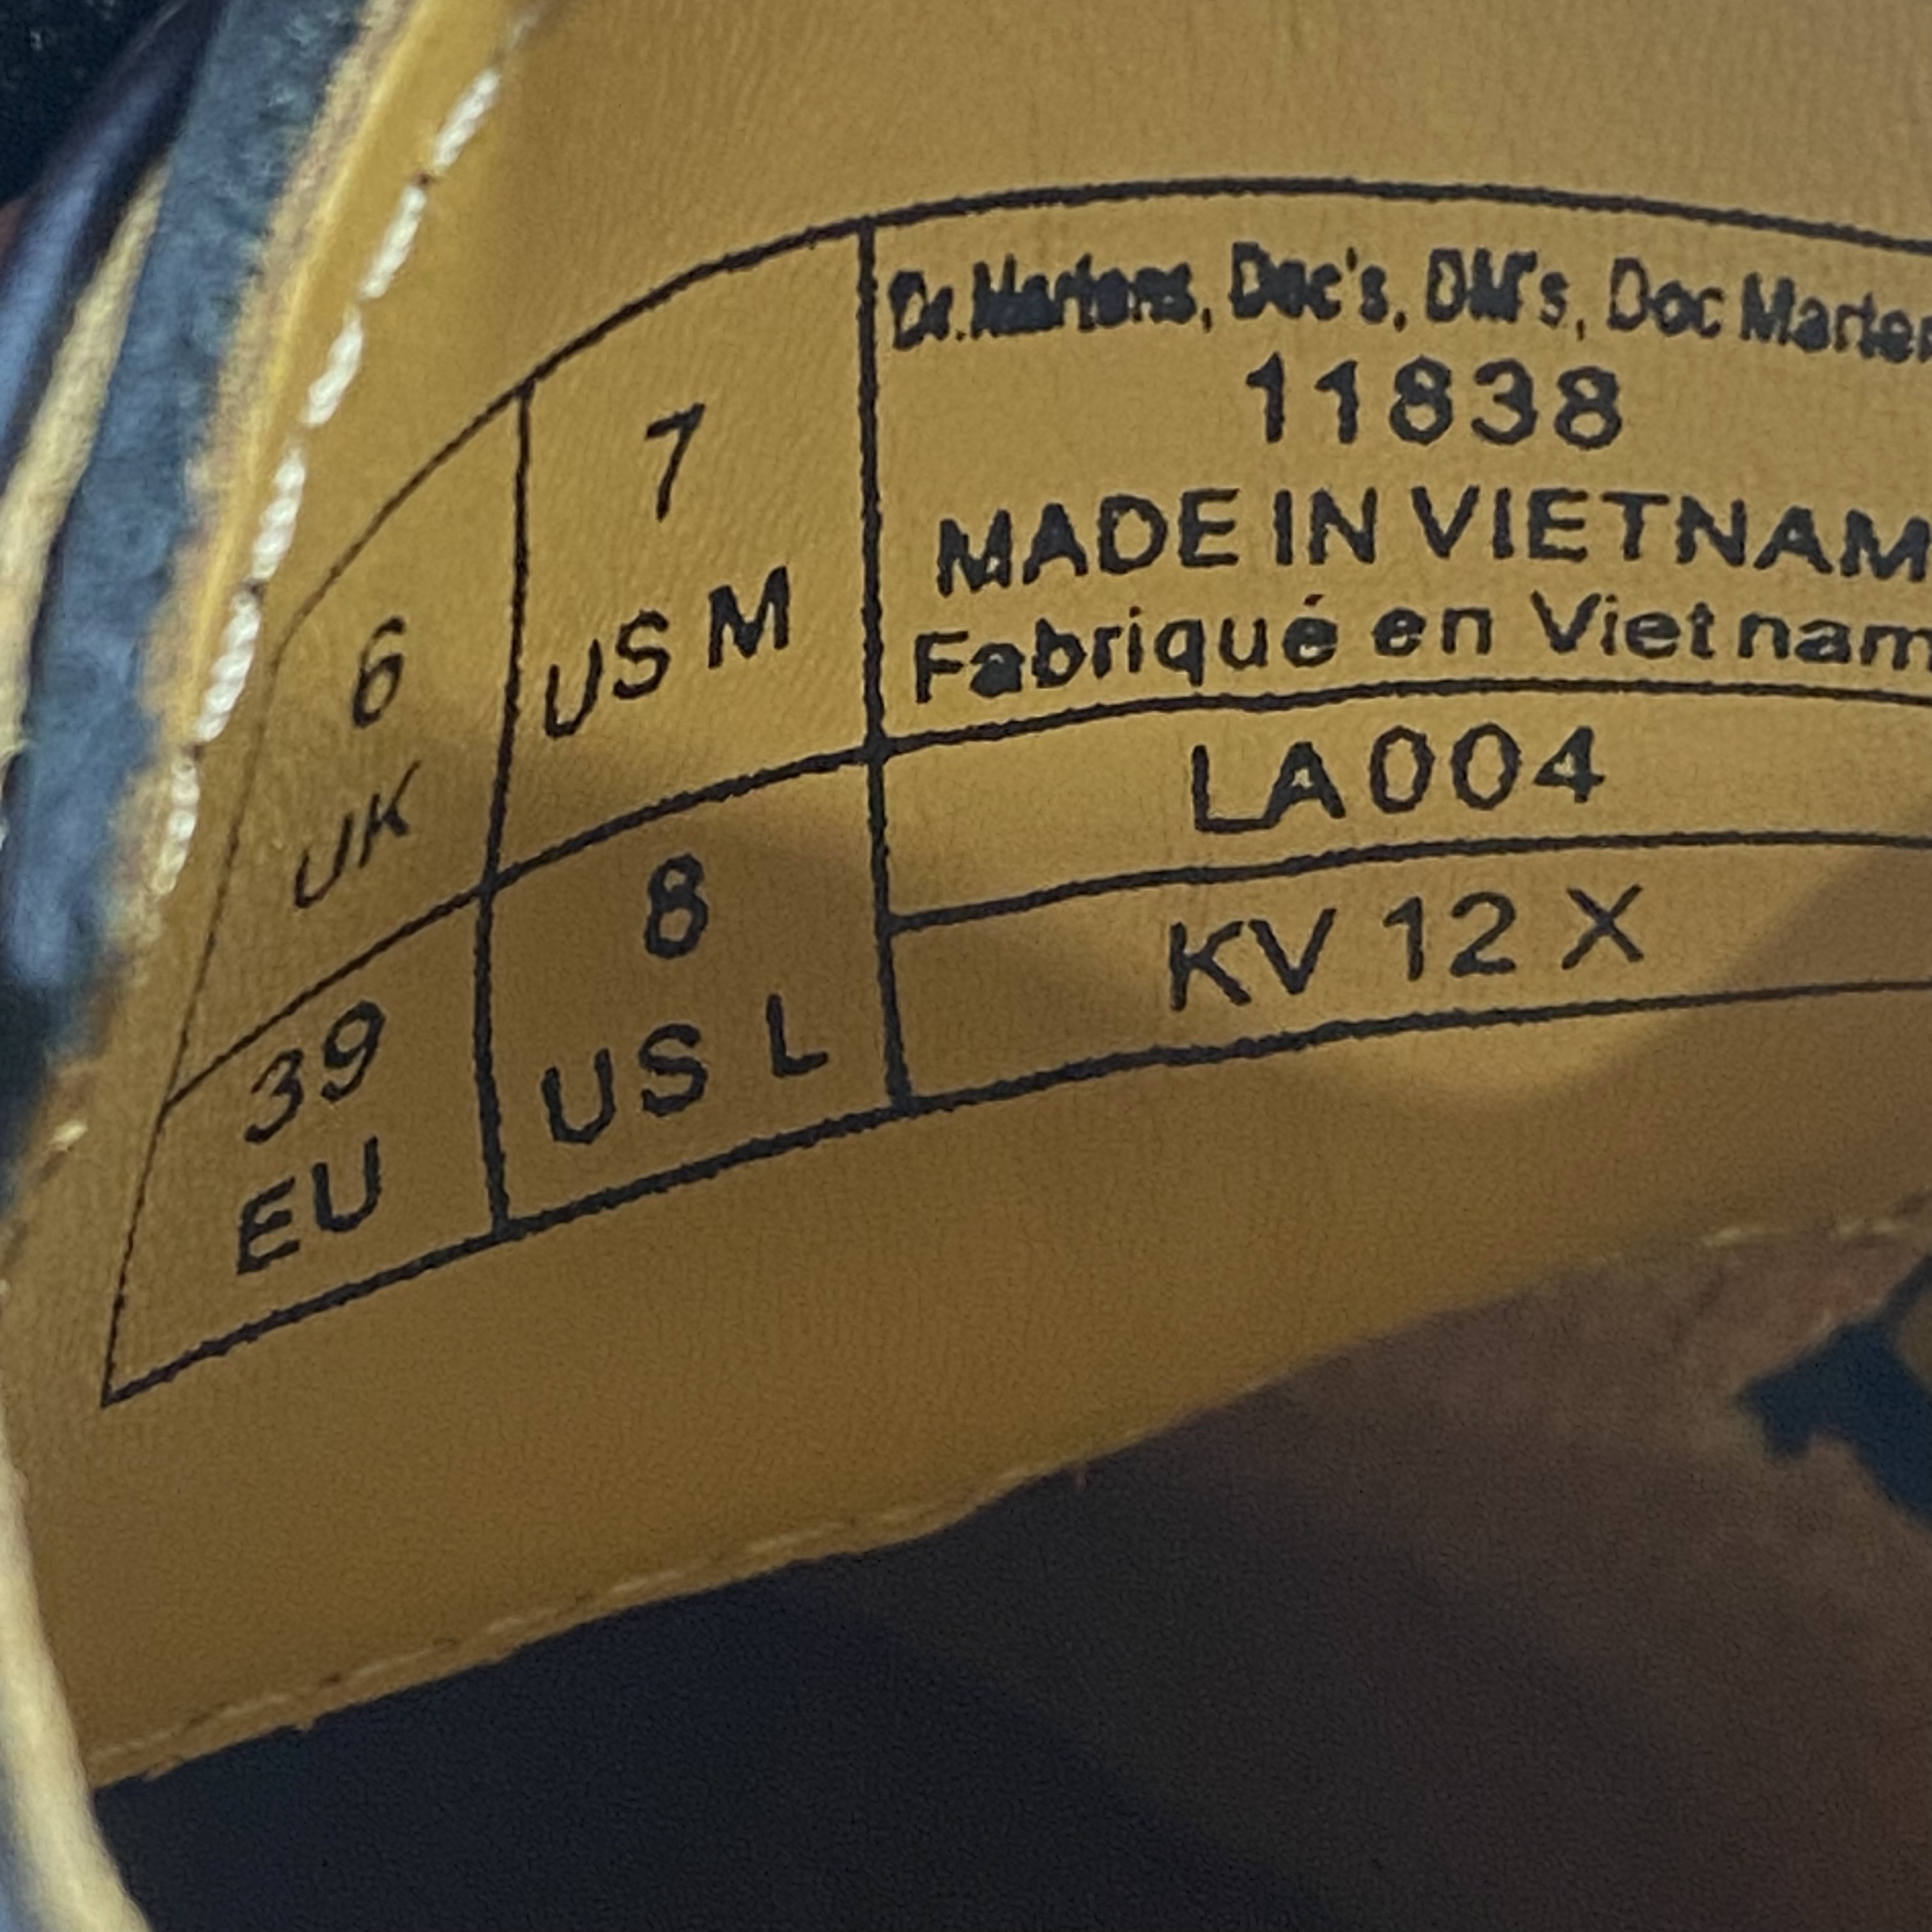 Dr.Martens, Doc's, DM's, Doc Marten
11838
MADE IN VIETNAM
Fabriqué en Vietnam
LA004
KV 12 X
7
US M
6
UK
8
US L
39
EU